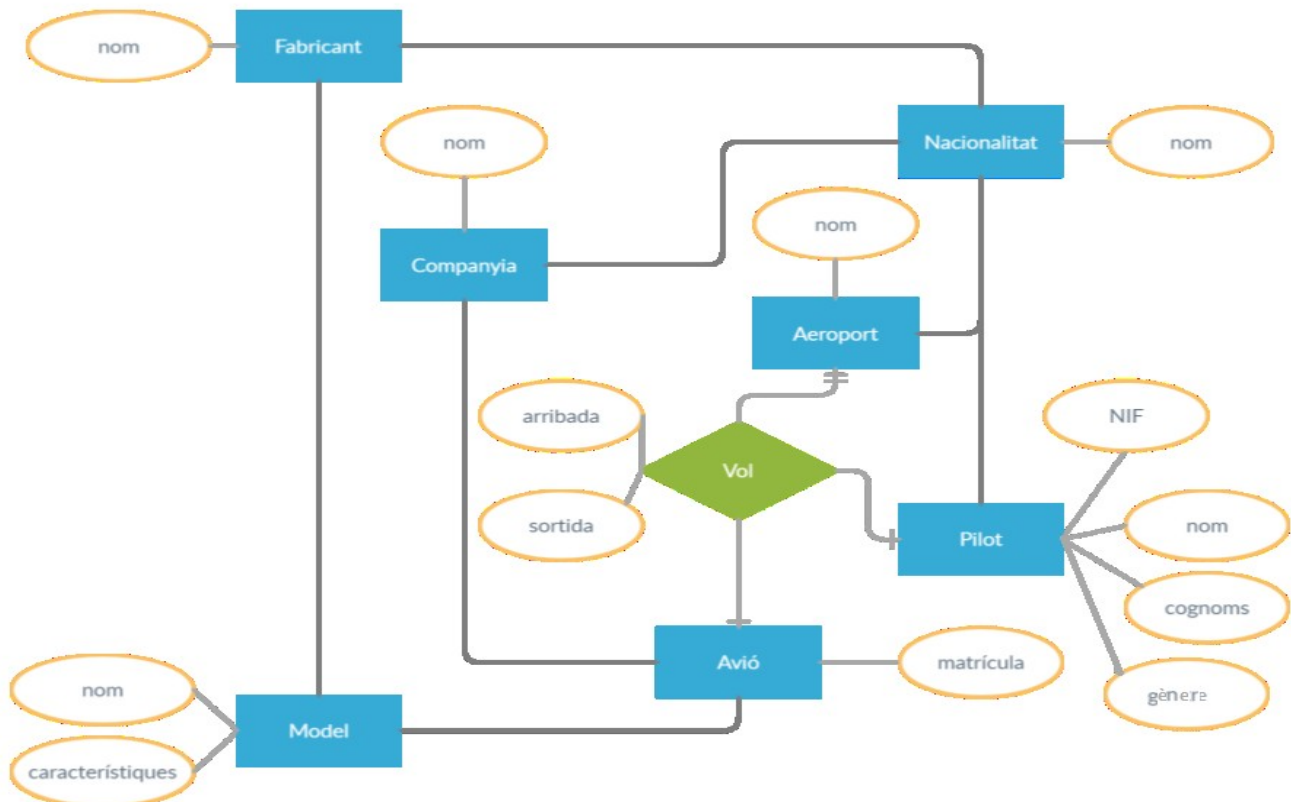 nom
Fabricant
nom
Nacionalitat
nom
nom
Companyia
Aeroport
arribada
NIF
Vol
sortida
Pilot
nom
cognoms
Avió
matrícula
gènere
nom
Model
característiques